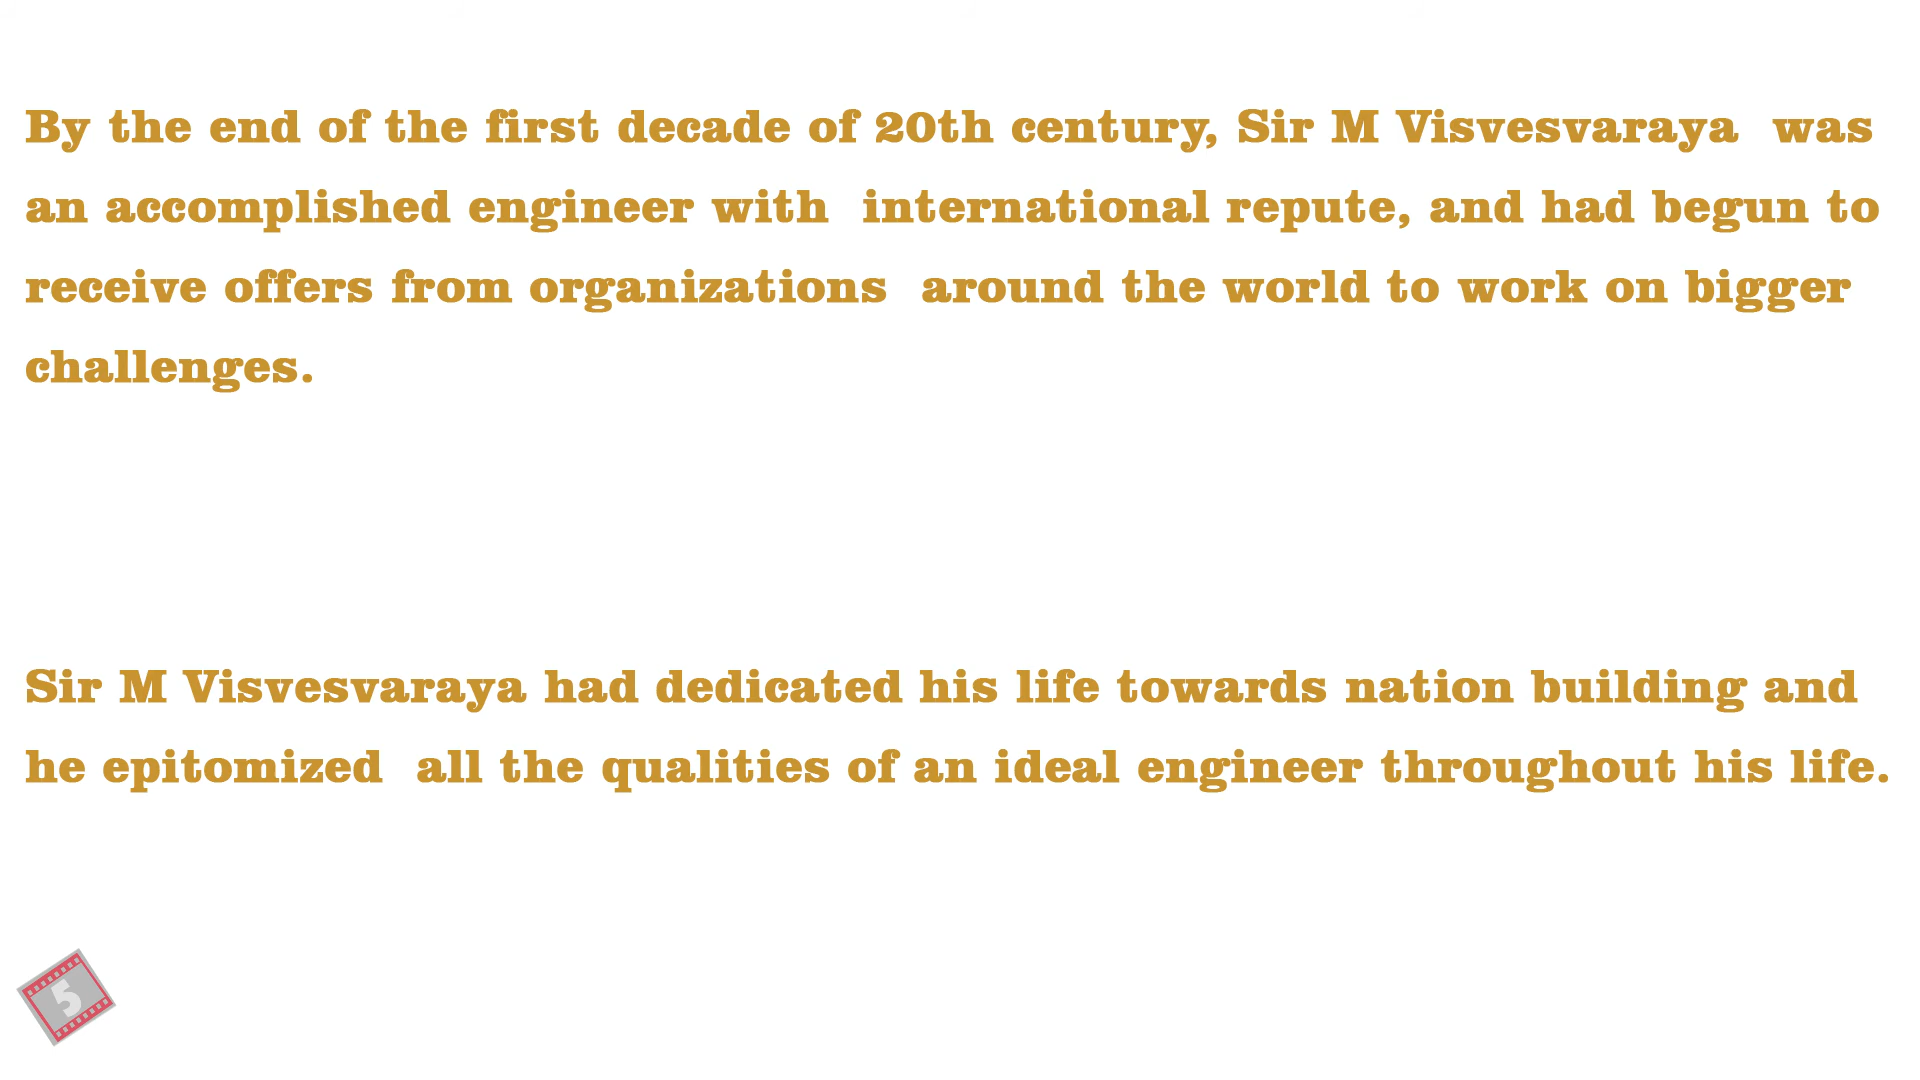 By the end of the first decade of 20th century, Sir M Visvesvaraya  was
an accomplished engineer with  international repute, and had begun to
receive offers from organizations  around the world to work on bigger
challenges.
Sir M Visvesvaraya had dedicated his life towards nation building and
he epitomized  all the qualities of an ideal engineer throughout his life.
5